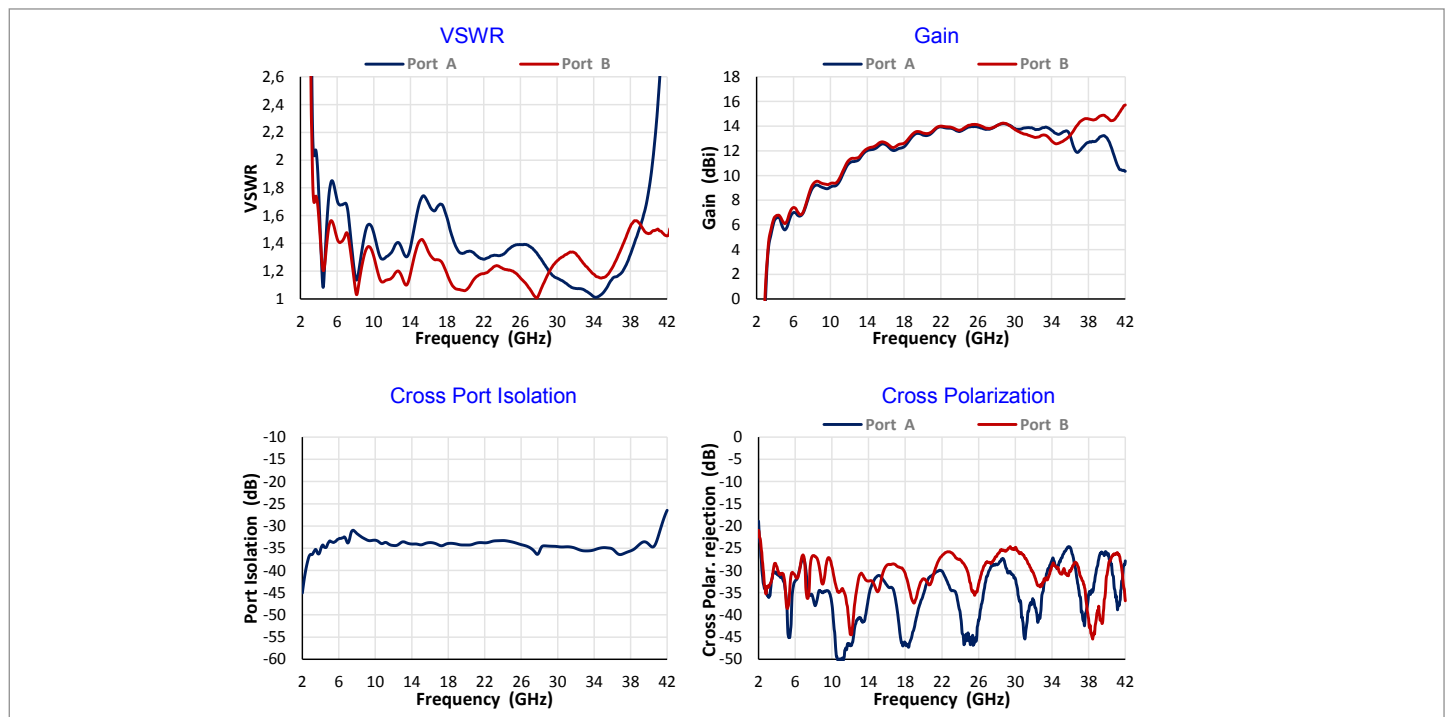 VSWR
Port A Port B
2,6
2,4
2,2
2
1,8
1,6
1,4
1,2
1
VSWR
2 6 10 14 18 22 26 30 34 38 42
Frequency (GHz)
Gain
Port A Port B
18
16
14
12
10
8
6
4
2
0
Gain (dBi)
2 6 10 14 18 22 26 30 34 38 42
Frequency (GHz)
Cross Port Isolation
-10
-15
-20
-25
-30
-35
-40
-45
-50
-55
-60
Port Isolation (dB)
2 6 10 14 18 22 26 30 34 38 42
Frequency (GHz)
Cross Polarization
Port A Port B
0
-5
-10
-15
-20
-25
-30
-35
-40
-45
-50
Cross Polar. rejection (dB)
2 6 10 14 18 22 26 30 34 38 42
Frequency (GHz)